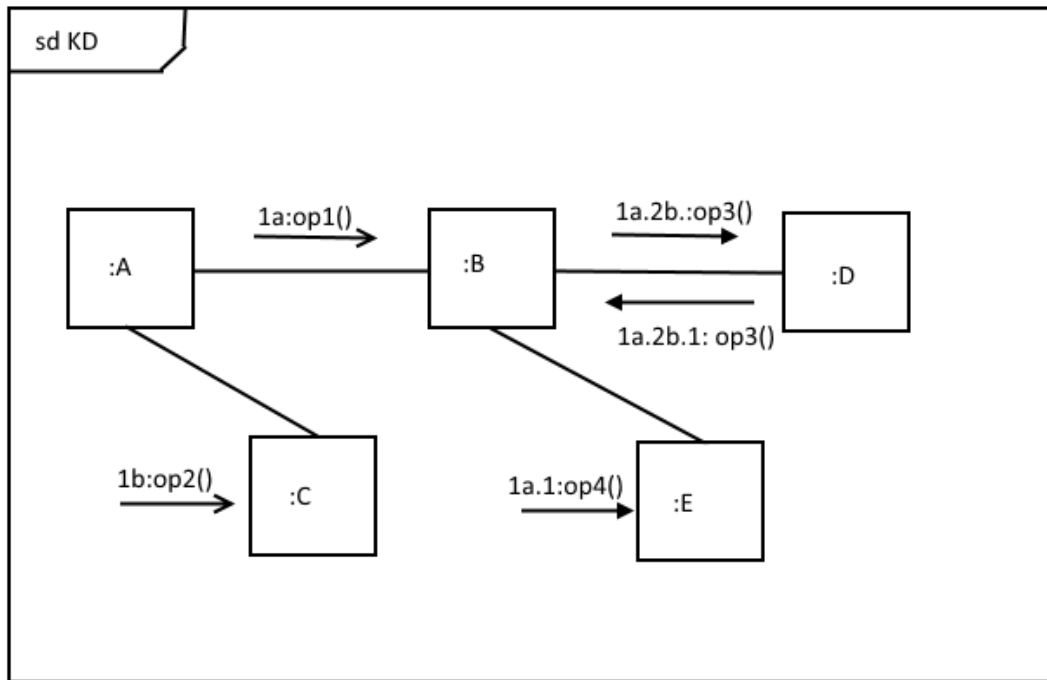 sd KD
1a:op1()
1a.2b.:op3()
:A
:B
:D
1a.2b.1: op3()
1b:op2()
:C
1a.1:op4()
:E